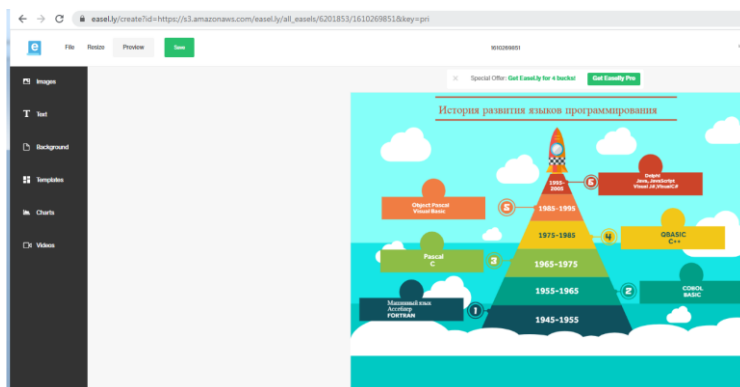 easel.ly/create?id=https://s3.amazonaws.com/easel.ly/all_easels/6201853/1610269851&key=pri
e File Resize Preview Save 1610269851
Special Offer: Get Easel.ly for 4 bucks! Get Easelly Pro
Images
Text
Background
Templates
Charts
Videos
История развития языков программирования
1995-
2000
6
Delphi
Java, JavaScript
Visual J#,Visual C#
Object Pascal
Visual Basic
5
1985-1995
1975-1985
4
QBASIC
C++
Pascal
C
3
1965-1975
1955-1965
2
COBOL
BASIC
Машинный язык
Ассемблер
FORTRAN
1
1945-1955